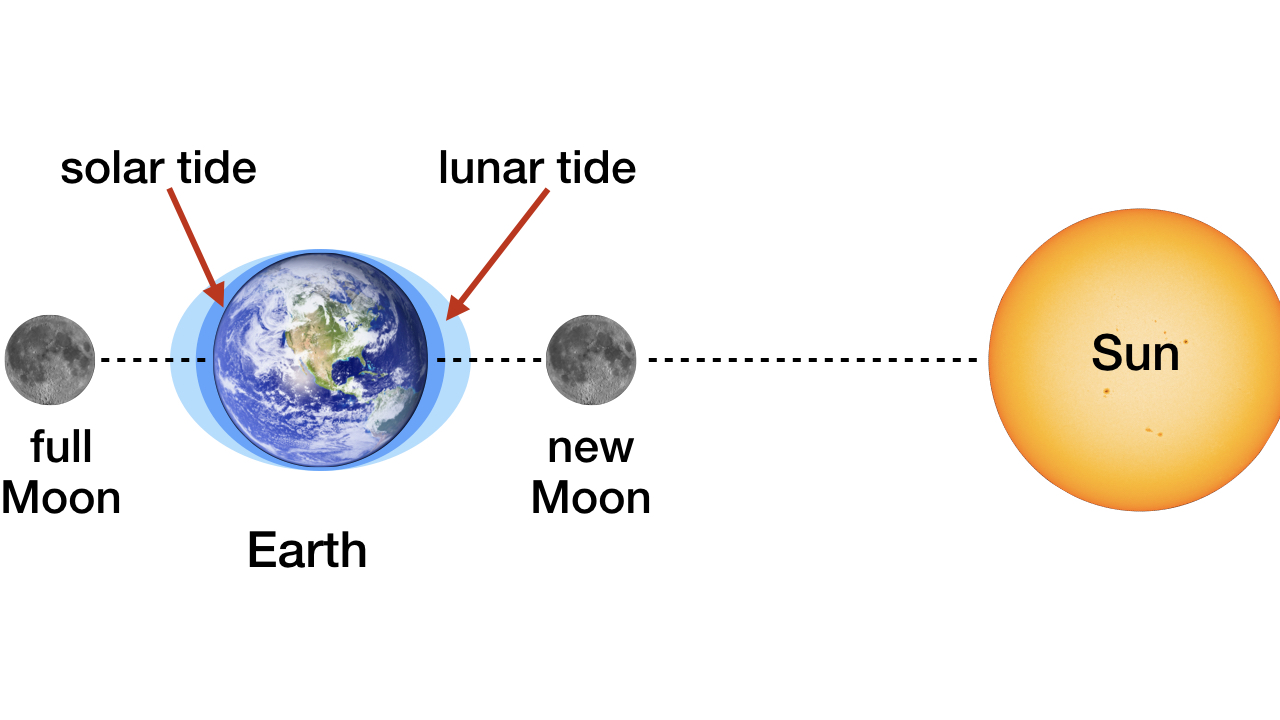 solar tide
lunar tide
Sun
full
Moon
new
Moon
Earth